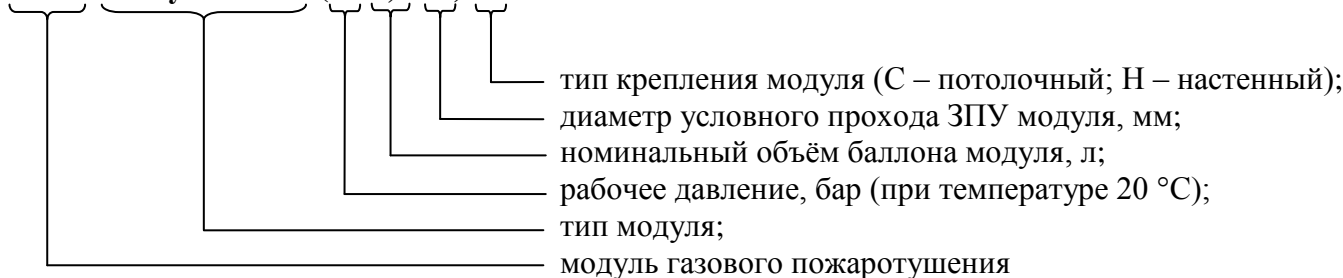 тип крепления модуля (С – потолочный; Н – настенный);
диаметр условного прохода ЗПУ модуля, мм;
номинальный объём баллона модуля, л;
рабочее давление, бар (при температуре 20 °С);
тип модуля;
модуль газового пожаротушения